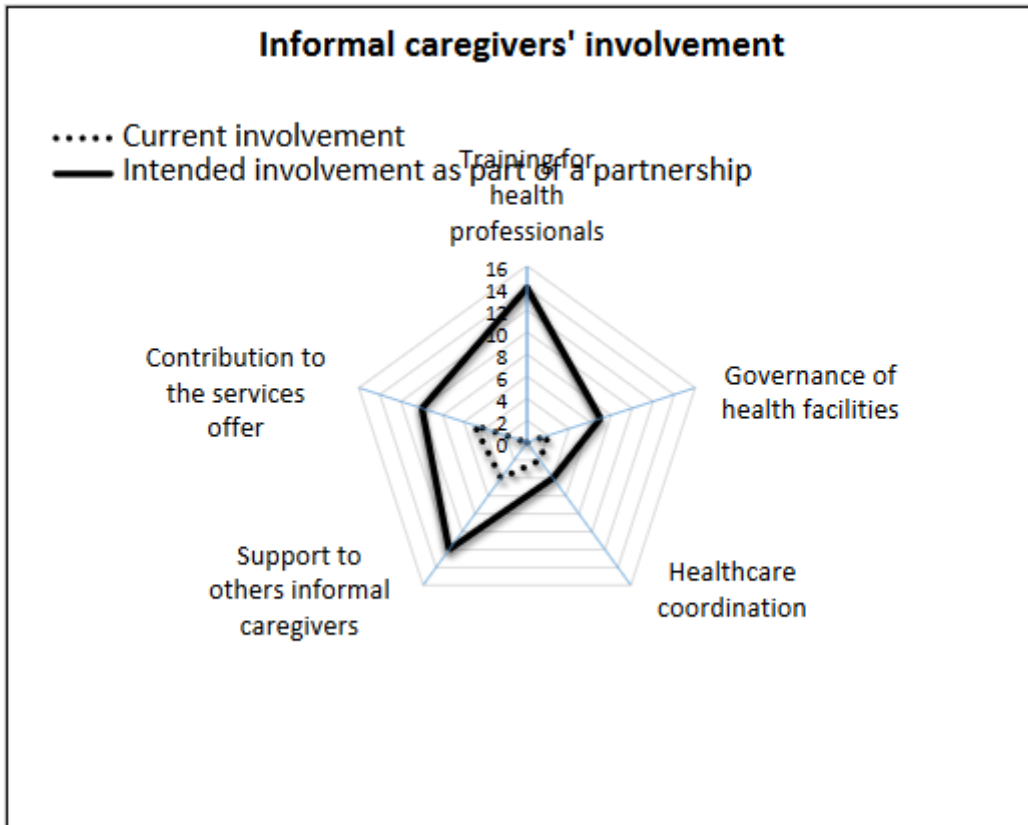 Informal caregivers' involvement
Current involvement
Intended involvement as part of a partnership
Training for
health
professionals
16
14
12
10
8
6
4
2
0
Governance of
health facilities
Healthcare
coordination
Support to
others informal
caregivers
Contribution to
the services
offer